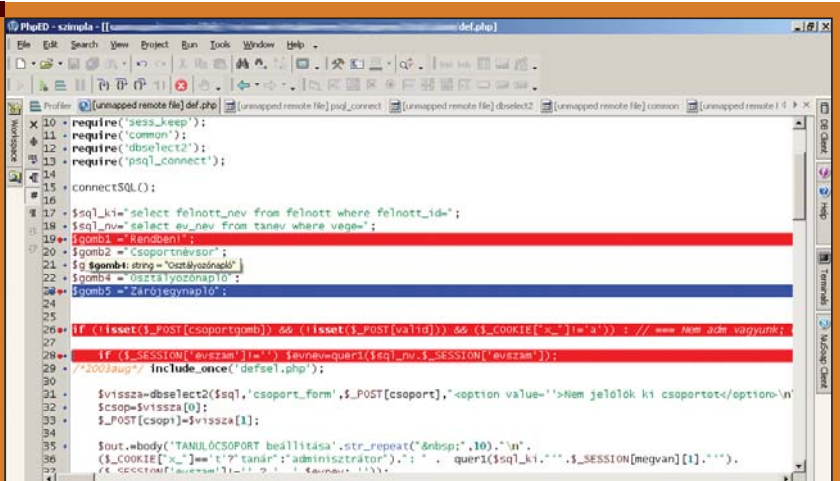 PhpED - szimpla - [[
def.php]
File Edit Search View Project Run Tools Window Help
Profiler [unmapped remote file] def.php [unmapped remote file] psql_connect [unmapped remote file] dbselect2 [unmapped remote file] common [unmapped remote f
Workspace
DB Client
Help
Terminals
NuSoap Client
10 require('sess_keep');
11 require('common');
12 require('dbselect2');
13 require('psql_connect');
14
15 connectSQL();
16
17 $sql_ki="select felnott_nev from felnott where felnott_id=";
18 $sql_nv="select ev_nev from tanev where vege=";
19 $gomb1 ="Rendben!";
20 $gomb2 ="Csoportnévsor";
21 $g $gomb4: string = "Osztályozónapló"
22 $gomb4 ="Osztályozónapló";
23 $gomb5 ="Zárójegynapló";
24
25
26 if (!isset($_POST[csoportgomb]) && (!isset($_POST[valid])) && ($_COOKIE["x_"]!='a')) : // === Nem adm vagyunk;
27
28 if ($_SESSION['evszam']!='') $evnev=quer1($sql_nv.$_SESSION['evszam']);
29 /*2003aug*/ include_once('defsel.php');
30
31 $vissza=dbselect2($sql,'csoport_form',$_POST[csoport],"<option value=''>Nem jelölök ki csoportot</option>\n"
32 $csop=$vissza[0];
33 $_POST[csopi]=$vissza[1];
34
35 $out.=body('TANULÓCSOPORT beállítása'.str_repeat("&nbsp;",10)."\n".
36 ($_COOKIE["x_"]=='t'?"tanár":"adminisztrátor").": " . quer1($sql_ki."'".$_SESSION[megvan][1]."'").
37 ($_SESSION['evszam']!=''